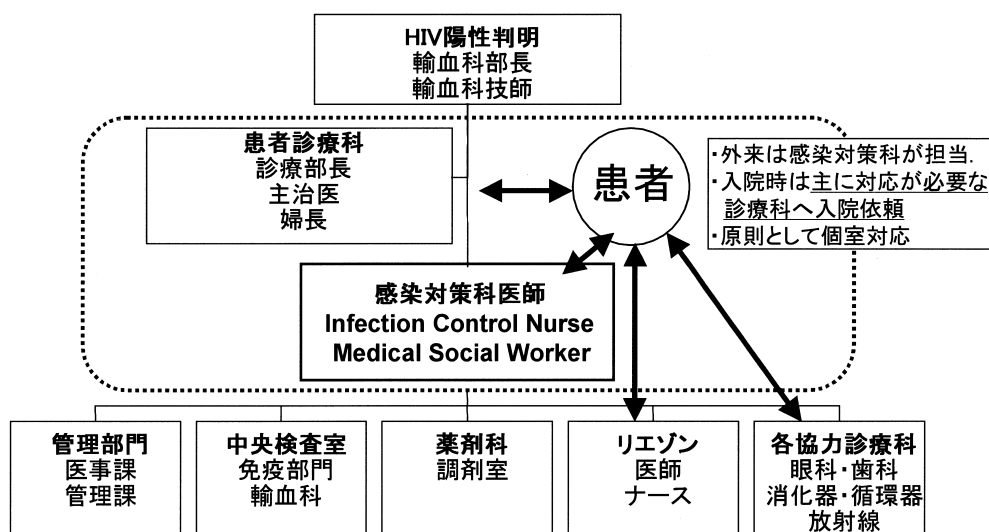 HIV陽性判明
輸血科部長
輸血科技師
患者診療科
診療部長
主治医
婦長
患者
・外来は感染対策科が担当.
・入院時は主に対応が必要な
診療科へ入院依頼
・原則として個室対応
感染対策科医師
Infection Control Nurse
Medical Social Worker
管理部門
医事課
管理課
中央検査室
免疫部門
輸血科
薬剤科
調剤室
リエゾン
医師
ナース
各協力診療科
眼科・歯科
消化器・循環器
放射線